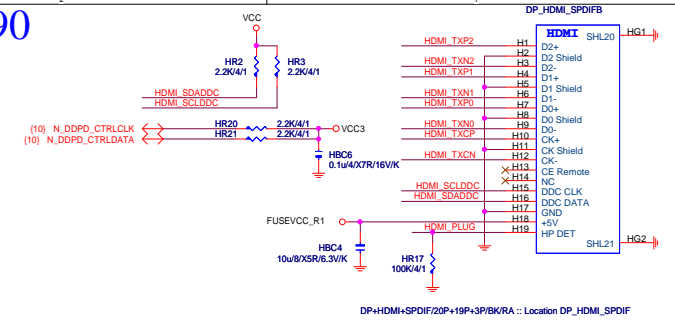 90
2
DP_HDMI_SPDIFB
VCC
HDMI
HR2
2.2K/4/1
HR3
2.2K/4/1
HDMI_SDADDC
HDMI_SCLDDC
{10} N_DDPD_CTRLCLK
{10} N_DDPD_CTRLDATA
HR20 2.2K/4/1
HR21 2.2K/4/1
VCC3
HBC6
0.1u/4/X7R/16V/K
SHL20 HG1
HDMI_TXP2 H1 D2+
H2 D2 Shield
HDMI_TXN2 H3 D2-
HDMI_TXP1 H4 D1+
H5 D1 Shield
HDMI_TXN1 H6 D1-
HDMI_TXP0 H7 D0+
H8 D0 Shield
HDMI_TXN0 H9 D0-
HDMI_TXCP H10 CK+
H11 CK Shield
HDMI_TXCN H12 CK-
H13 CE Remote
H14 NC
HDMI_SCLDDC H15 DDC CLK
HDMI_SDADDC H16 DDC DATA
H17 GND
FUSEVCC_R1 H18 +5V
HDMI_PLUG H19 HP DET
SHL21 HG2
HBC4
10u/8/X5R/6.3V/K
HR17
100K/4/1
DP+HDMI+SPDIF/20P+19P+3P/BK/RA :: Location DP_HDMI_SPDIF